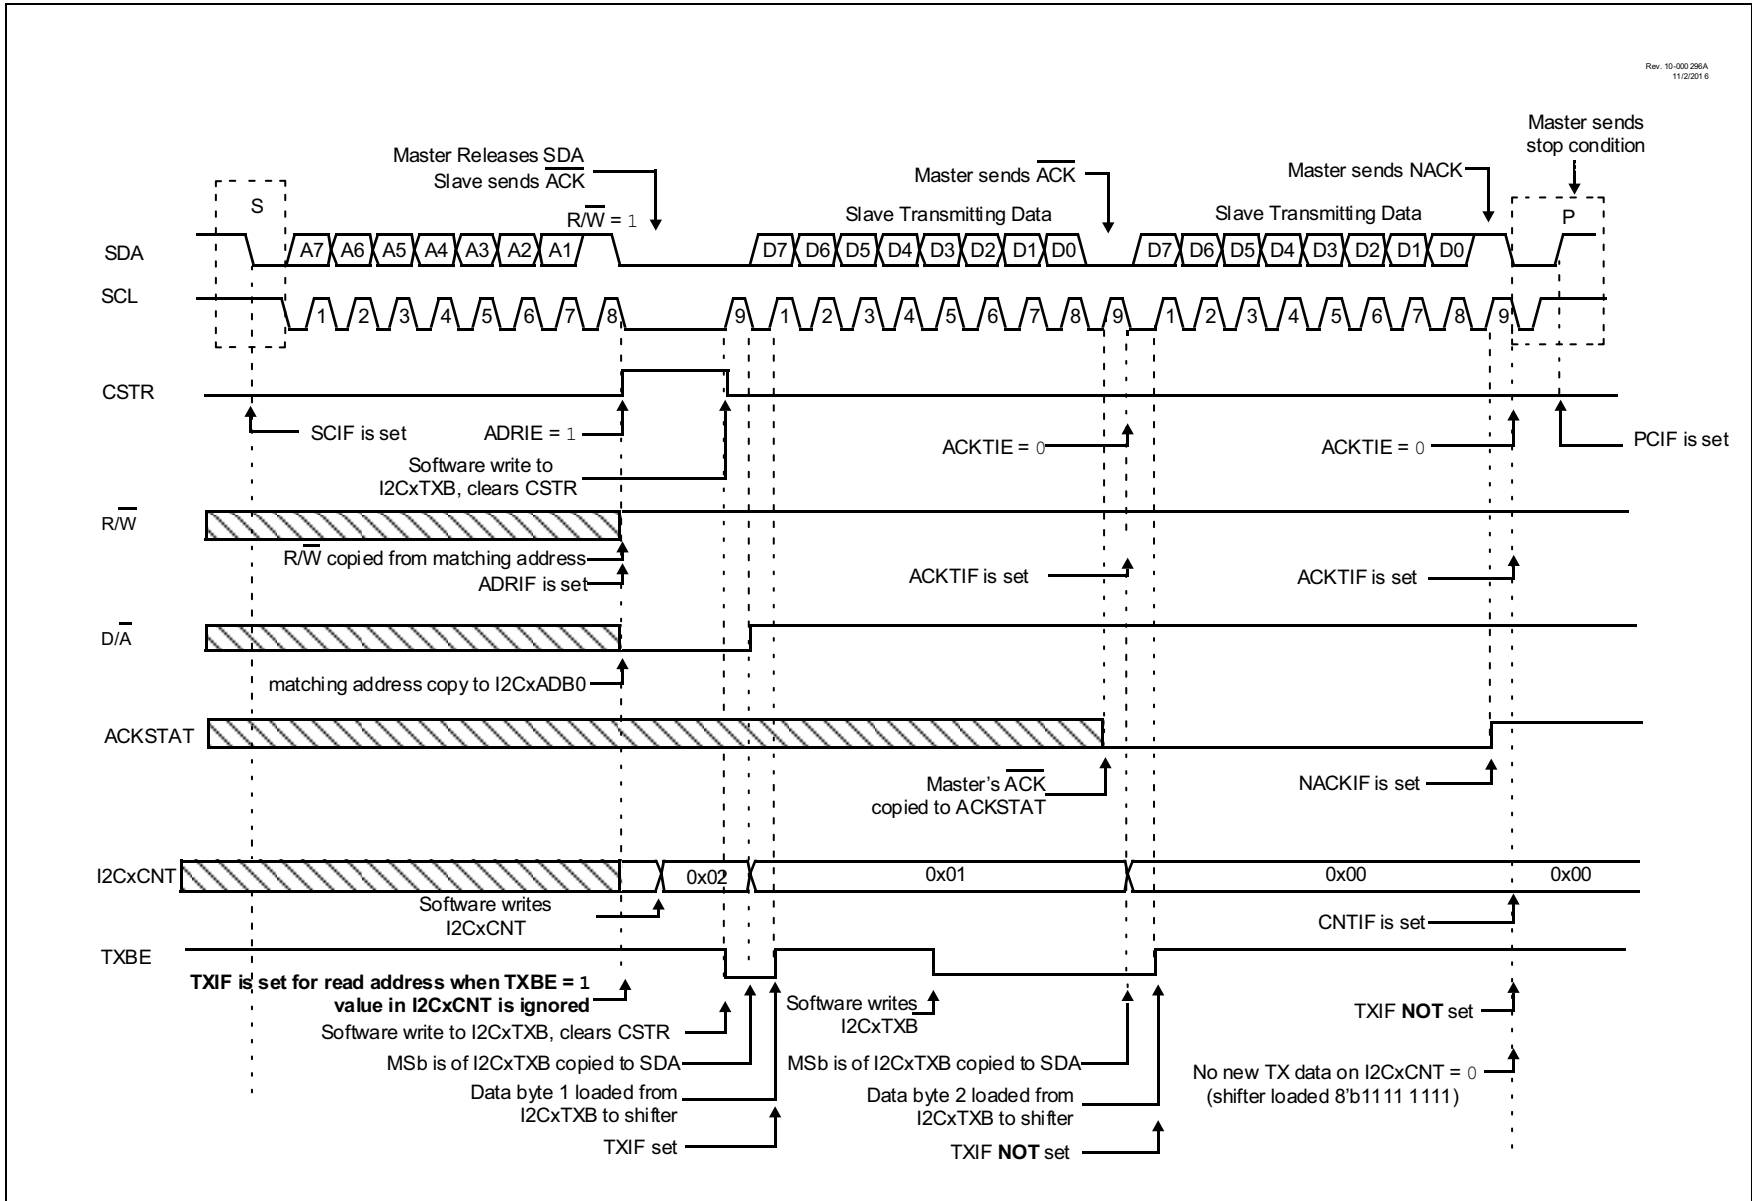 Rev. 10-000 296A
11/2/201 6
Master sends
stop condition
Master Releases SDA
Slave sends ACK
R/W = 1
Master sends ACK
Master sends NACK
Slave Transmitting Data
Slave Transmitting Data
S
P
SDA
A7 A6 A5 A4 A3 A2 A1
D7 D6 D5 D4 D3 D2 D1 D0
D7 D6 D5 D4 D3 D2 D1 D0
SCL
1 2 3 4 5 6 7 8 9
1 2 3 4 5 6 7 8 9
1 2 3 4 5 6 7 8 9
CSTR
SCIF is set
ADRIE = 1
Software write to
I2CxTXB, clears CSTR
ACKTIE = 0
ACKTIE = 0
PCIF is set
R/W
R/W copied from matching address
ADRIF is set
ACKTIF is set
ACKTIF is set
D/A
matching address copy to I2CxADB0
ACKSTAT
Master's ACK
copied to ACKSTAT
NACKIF is set
I2CxCNT
0x02
0x01
0x00
0x00
Software writes
I2CxCNT
CNTIF is set
TXBE
TXIF is set for read address when TXBE = 1
value in I2CxCNT is ignored
Software write to I2CxTXB, clears CSTR
MSb is of I2CxTXB copied to SDA
Data byte 1 loaded from
I2CxTXB to shifter
TXIF set
Software writes
I2CxTXB
MSb is of I2CxTXB copied to SDA
Data byte 2 loaded from
I2CxTXB to shifter
TXIF NOT set
TXIF NOT set
No new TX data on I2CxCNT = 0
(shifter loaded 8'b1111 1111)